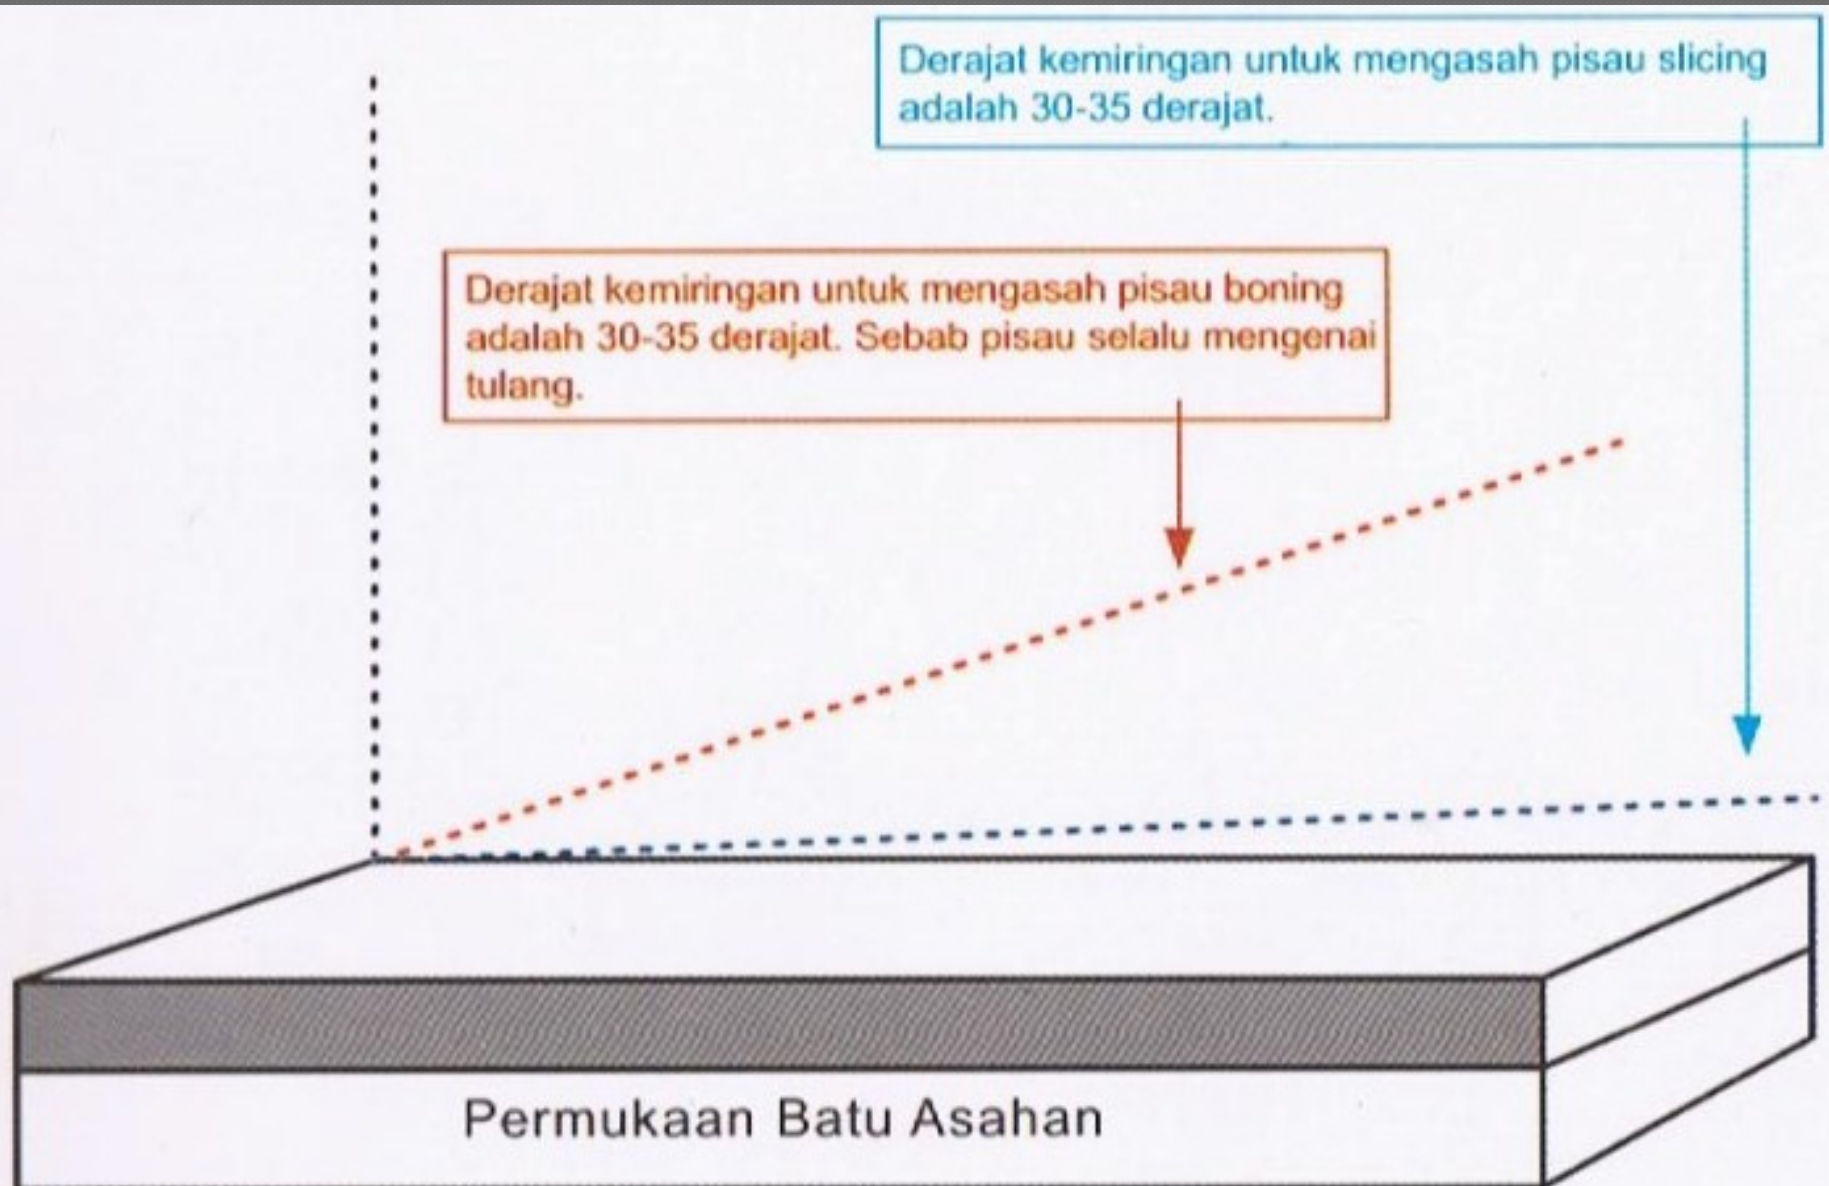 Derajat kemiringan untuk mengasah pisau slicing
adalah 30-35 derajat.
Derajat kemiringan untuk mengasah pisau boning
adalah 30-35 derajat. Sebab pisau selalu mengenai
tulang.
Permukaan Batu Asahan